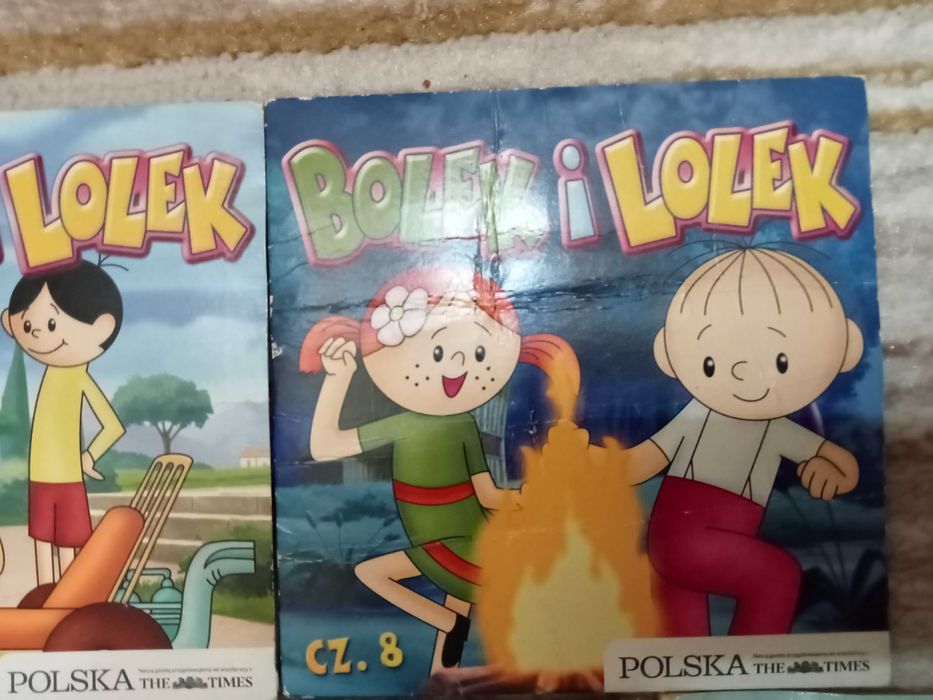 LOLEK
POLSKA THE TIMES
BOLEK i LOLEK
CZ. 8
POLSKA THE TIMES